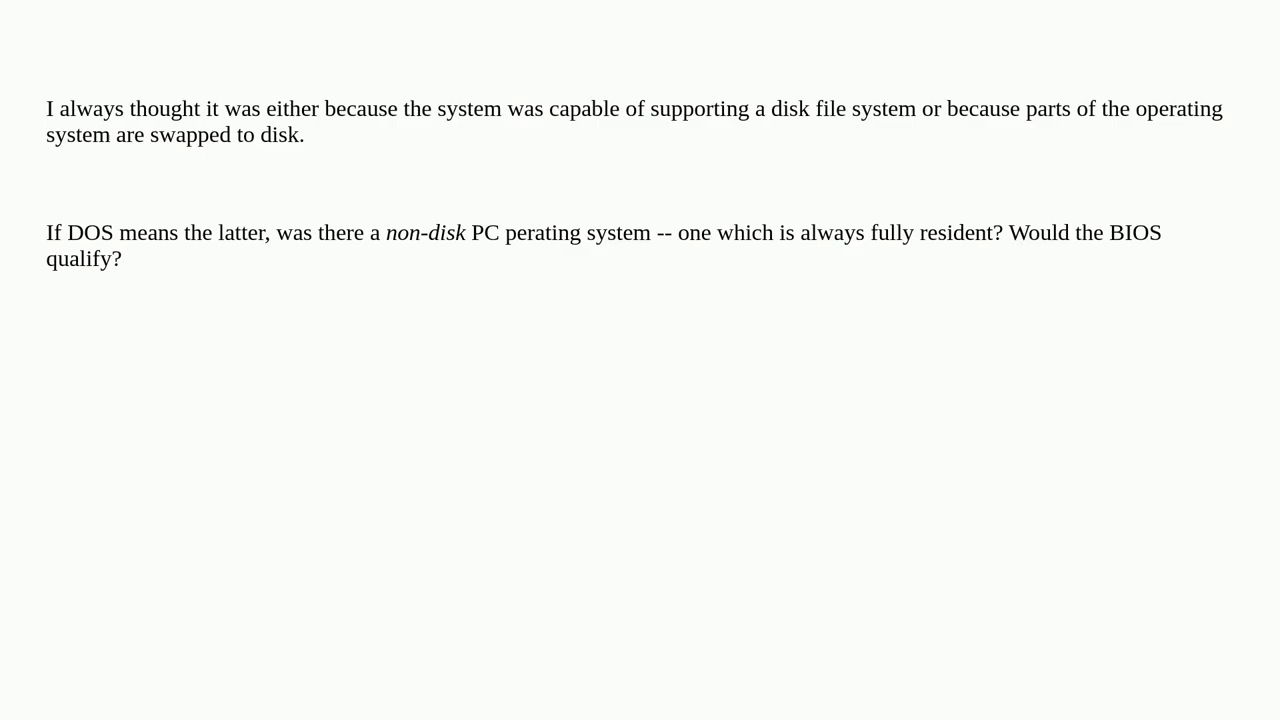 I always thought it was either because the system was capable of supporting a disk file system or because parts of the operating
system are swapped to disk.
If DOS means the latter, was there a non-disk PC perating system -- one which is always fully resident? Would the BIOS
qualify?